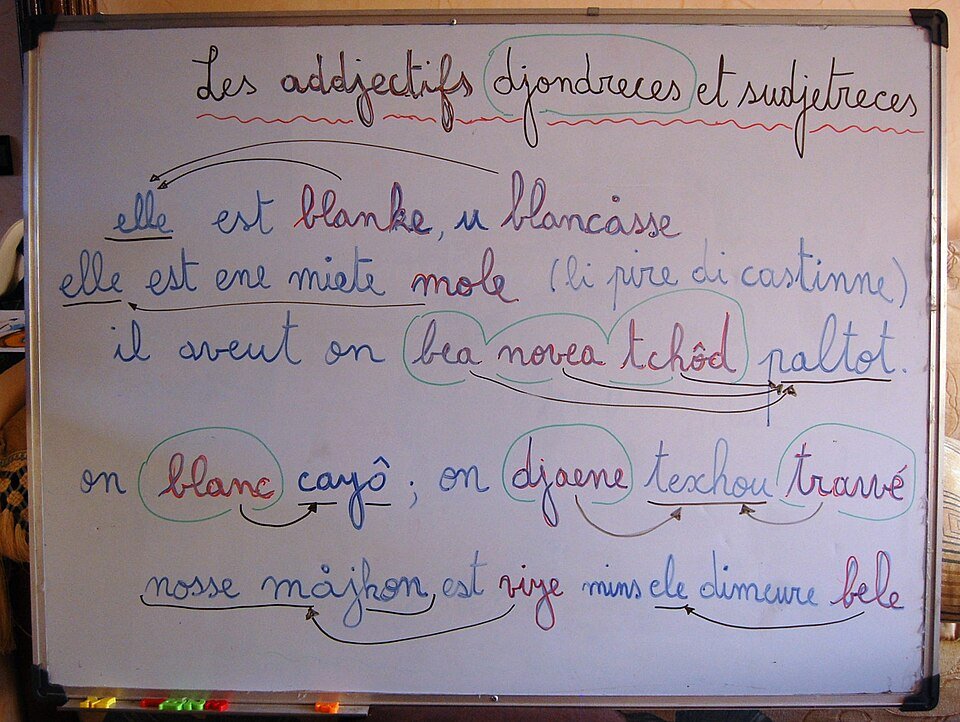 Les addjectifs djondreces et sudjetreces
elle est blanke, u blancåsse
elle est ene miete mole (li pire di castinne)
il aveut on bea novea tchôd paltot.
on blanc cayô ; on djaene texhou trawé
nosse måjhon, est viye mins ele dimeure bele